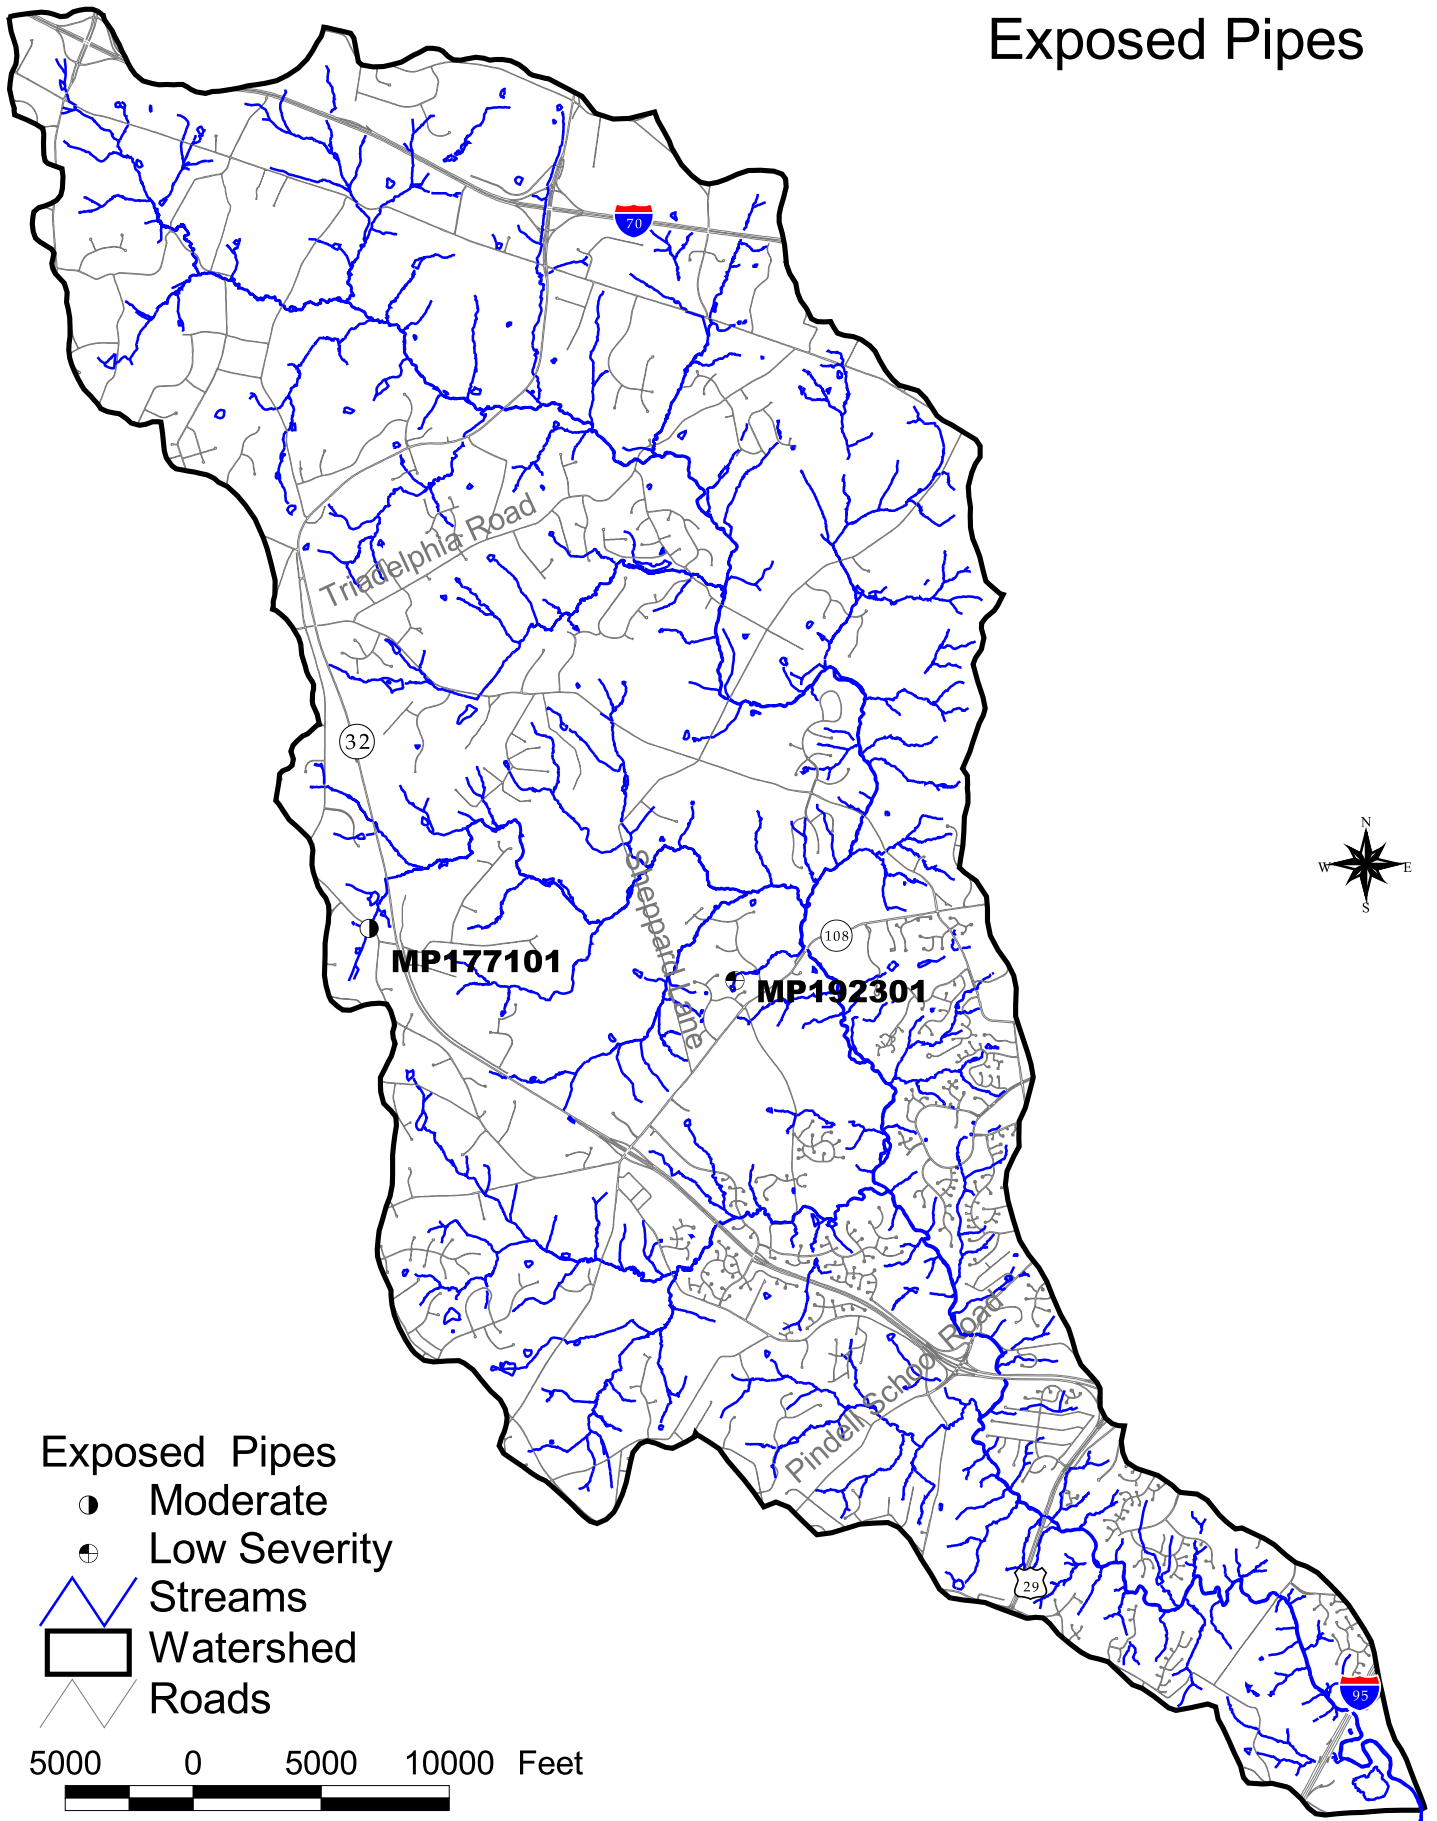 Exposed Pipes
70
Triadelphia Road
32
N
W E
S
Sheppard Lane
108
MP177101
MP192301
Pindell School Road
Exposed Pipes
Moderate
Low Severity
Streams
Watershed
Roads
29
95
5000 0 5000 10000 Feet